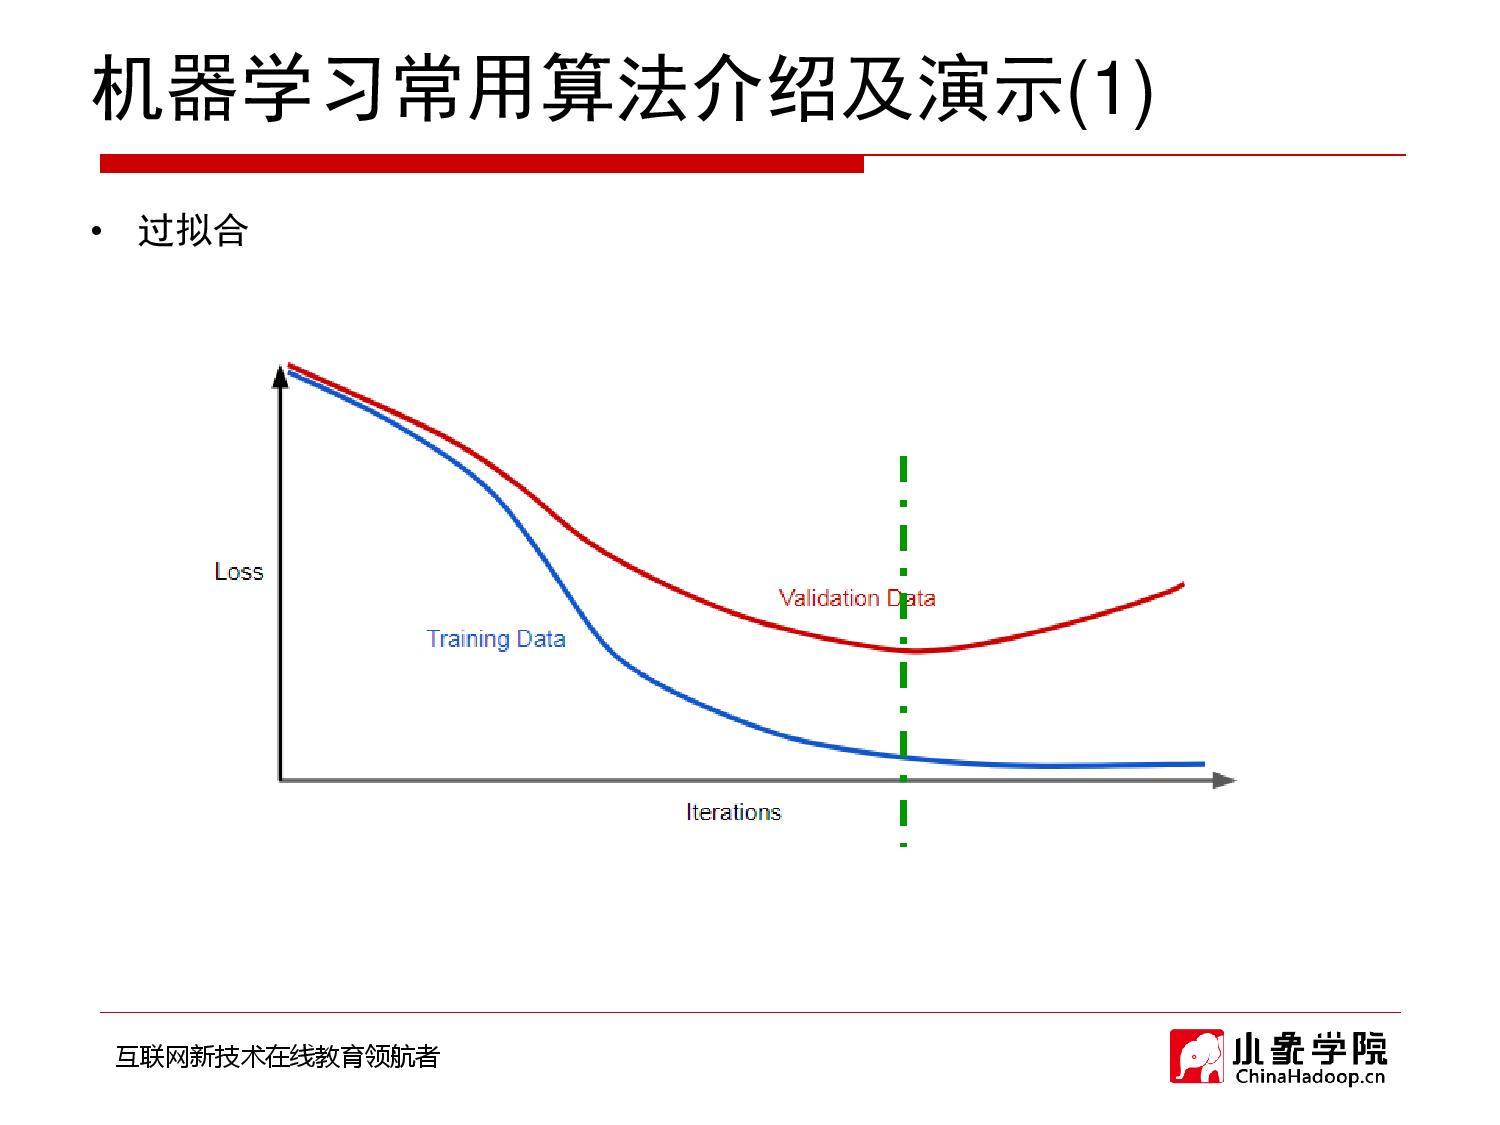 机器学习常用算法介绍及演示(1)
• 过拟合
Loss
Validation Data
Training Data
Iterations
互联网新技术在线教育领航者
小象学院
ChinaHadoop.cn